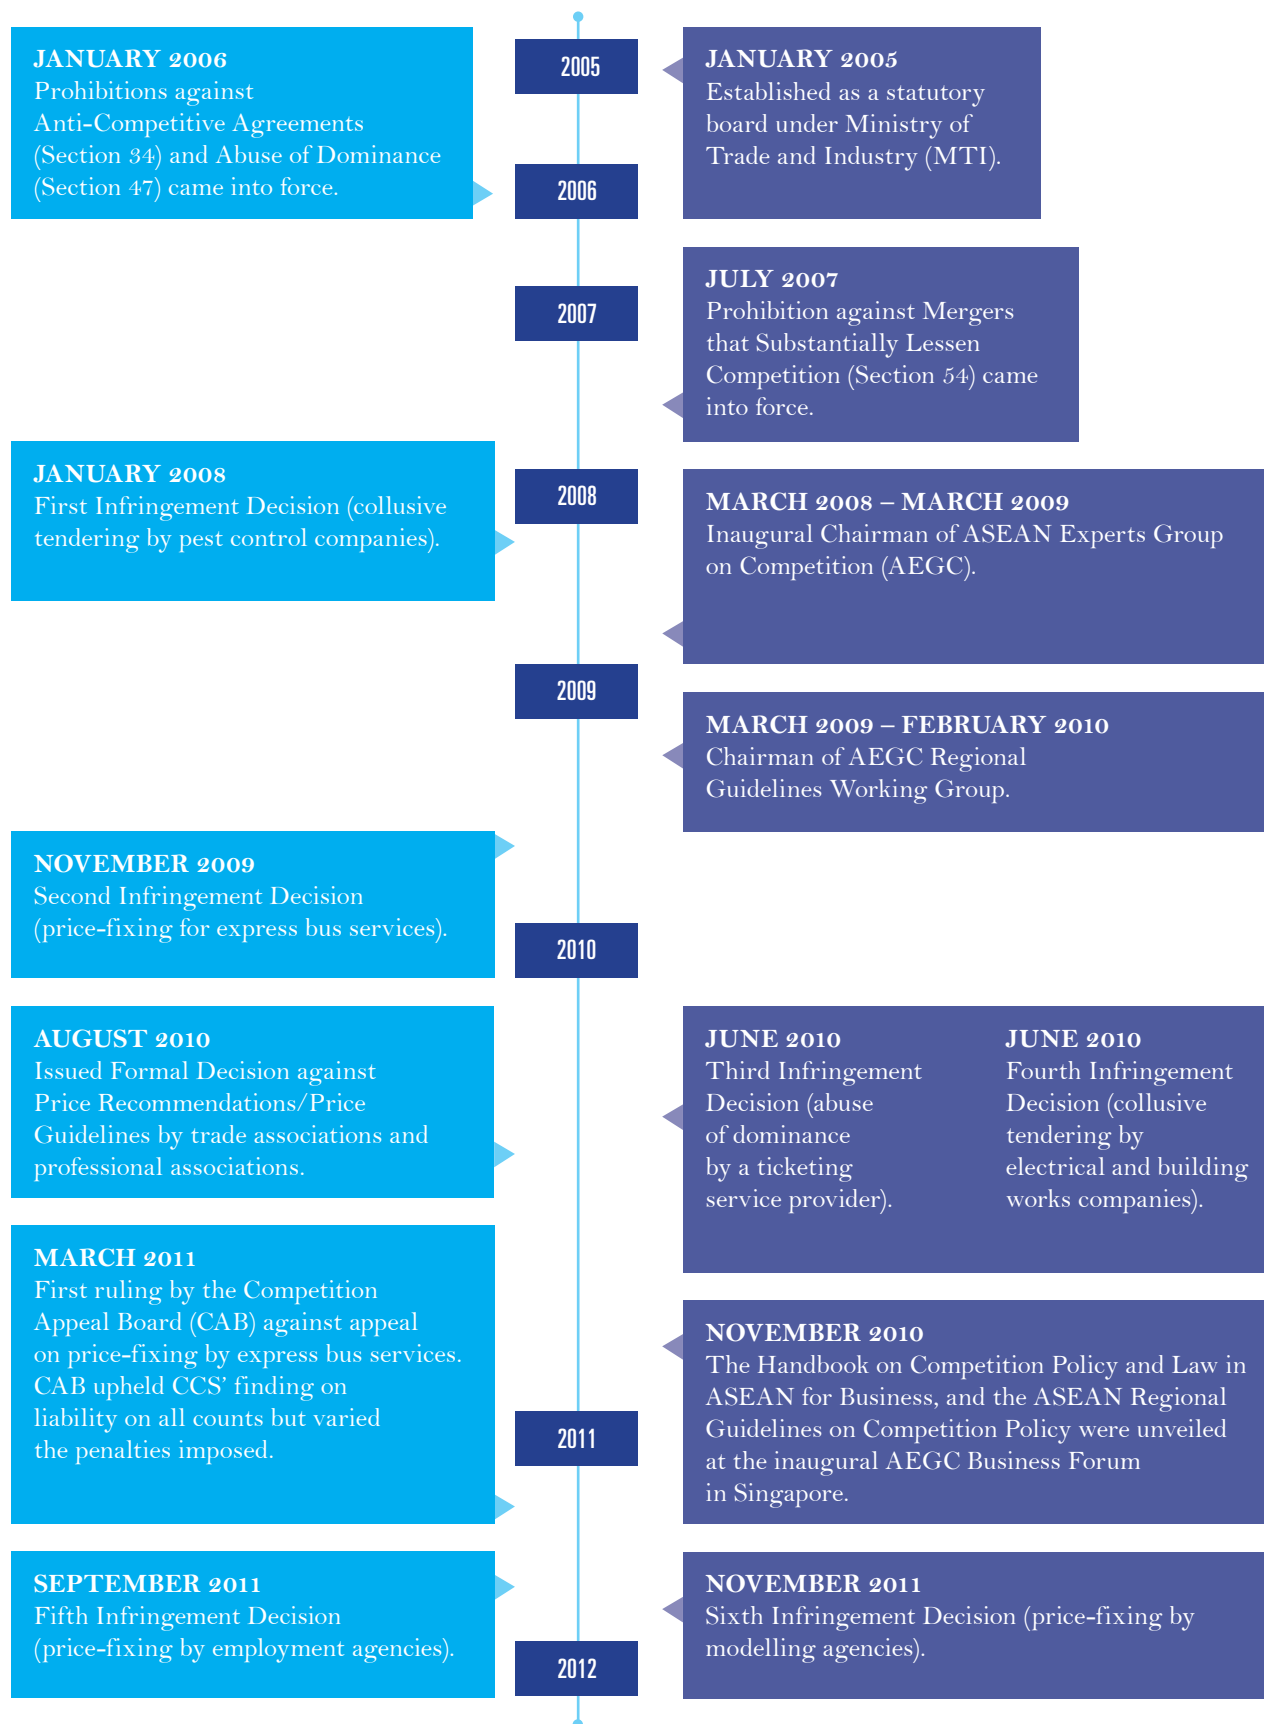 2005
JANUARY 2005
Established as a statutory
board under Ministry of
Trade and Industry (MTI).
JANUARY 2006
Prohibitions against
Anti-Competitive Agreements
(Section 34) and Abuse of Dominance
(Section 47) came into force.
2006
2007
JULY 2007
Prohibition against Mergers
that Substantially Lessen
Competition (Section 54) came
into force.
JANUARY 2008
First Infringement Decision (collusive
tendering by pest control companies).
2008
MARCH 2008 – MARCH 2009
Inaugural Chairman of ASEAN Experts Group
on Competition (AEGC).
2009
MARCH 2009 – FEBRUARY 2010
Chairman of AEGC Regional
Guidelines Working Group.
NOVEMBER 2009
Second Infringement Decision
(price-fixing for express bus services).
2010
JUNE 2010
Third Infringement
Decision (abuse
of dominance
by a ticketing
service provider).
JUNE 2010
Fourth Infringement
Decision (collusive
tendering by
electrical and building
works companies).
AUGUST 2010
Issued Formal Decision against
Price Recommendations/Price
Guidelines by trade associations and
professional associations.
NOVEMBER 2010
The Handbook on Competition Policy and Law in
ASEAN for Business, and the ASEAN Regional
Guidelines on Competition Policy were unveiled
at the inaugural AEGC Business Forum
in Singapore.
MARCH 2011
First ruling by the Competition
Appeal Board (CAB) against appeal
on price-fixing by express bus services.
CAB upheld CCS’ finding on
liability on all counts but varied
the penalties imposed.
2011
SEPTEMBER 2011
Fifth Infringement Decision
(price-fixing by employment agencies).
NOVEMBER 2011
Sixth Infringement Decision (price-fixing by
modelling agencies).
2012